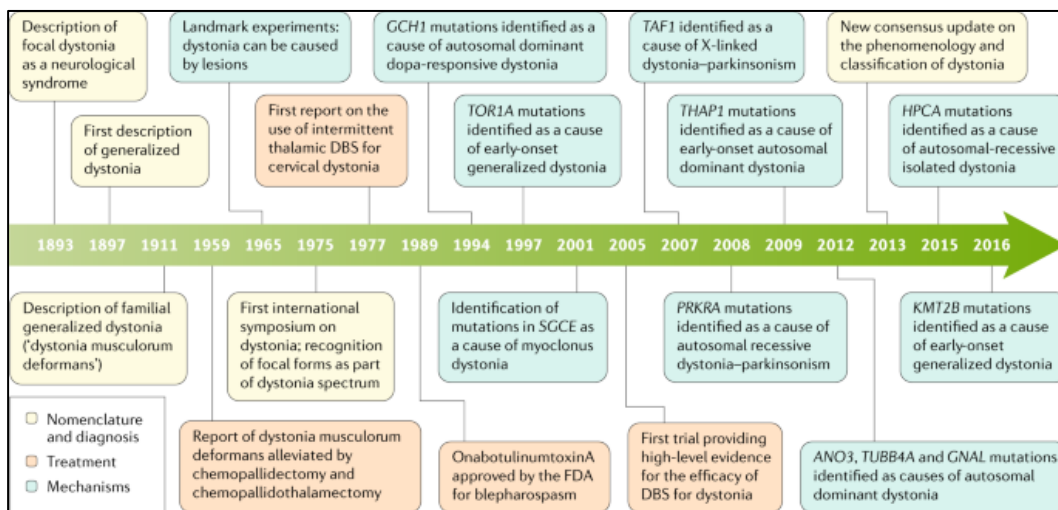 Description of
focal dystonia
as a neurological
syndrome
Landmark experiments:
dystonia can be caused
by lesions
GCH1 mutations identified as a
cause of autosomal dominant
dopa-responsive dystonia
TAF1 identified as a
cause of X-linked
dystonia–parkinsonism
New consensus update on
the phenomenology and
classification of dystonia
First description
of generalized
dystonia
First report on the
use of intermittent
thalamic DBS for
cervical dystonia
TOR1A mutations
identified as a cause
of early-onset
generalized dystonia
THAP1 mutations
identified as a cause of
early-onset autosomal
dominant dystonia
HPCA mutations
identified as a cause
of autosomal-recessive
isolated dystonia
1893 1897 1911 1959 1965 1975 1977 1989 1994 1997 2001 2005 2007 2008 2009 2012 2013 2015 2016
Description of familial
generalized dystonia
('dystonia musculorum
deformans')
First international
symposium on
dystonia; recognition
of focal forms as part
of dystonia spectrum
Identification of
mutations in SGCE as
a cause of myoclonus
dystonia
PRKRA mutations
identified as a cause of
autosomal recessive
dystonia–parkinsonism
KMT2B mutations
identified as a cause
of early-onset
generalized dystonia
Nomenclature
and diagnosis
Treatment
Mechanisms
Report of dystonia musculorum
deformans alleviated by
chemopallidectomy and
chemopallidothalamectomy
OnabotulinumtoxinA
approved by the FDA
for blepharospasm
First trial providing
high-level evidence
for the efficacy of
DBS for dystonia
ANO3, TUBB4A and GNAL mutations
identified as causes of autosomal
dominant dystonia